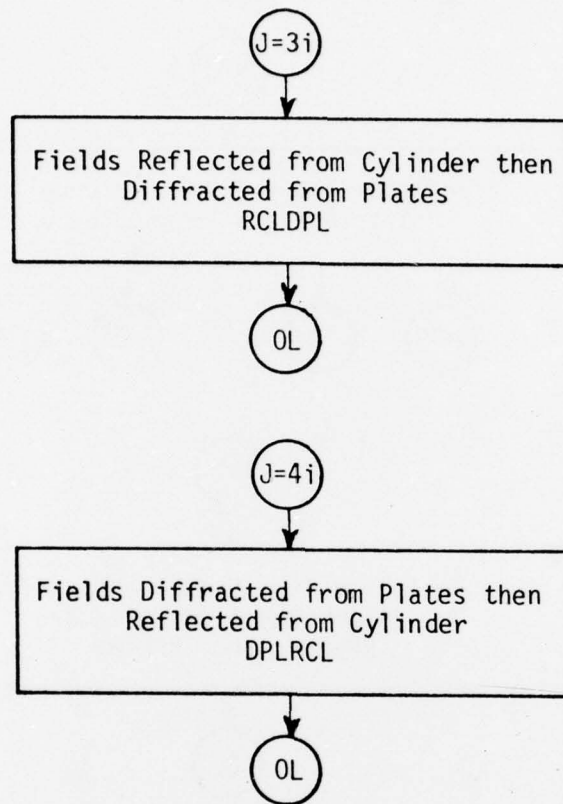 J=3i
Fields Reflected from Cylinder then
Diffracted from Plates
RCLDPL
OL
J=4i
Fields Diffracted from Plates then
Reflected from Cylinder
DPLRCL
OL